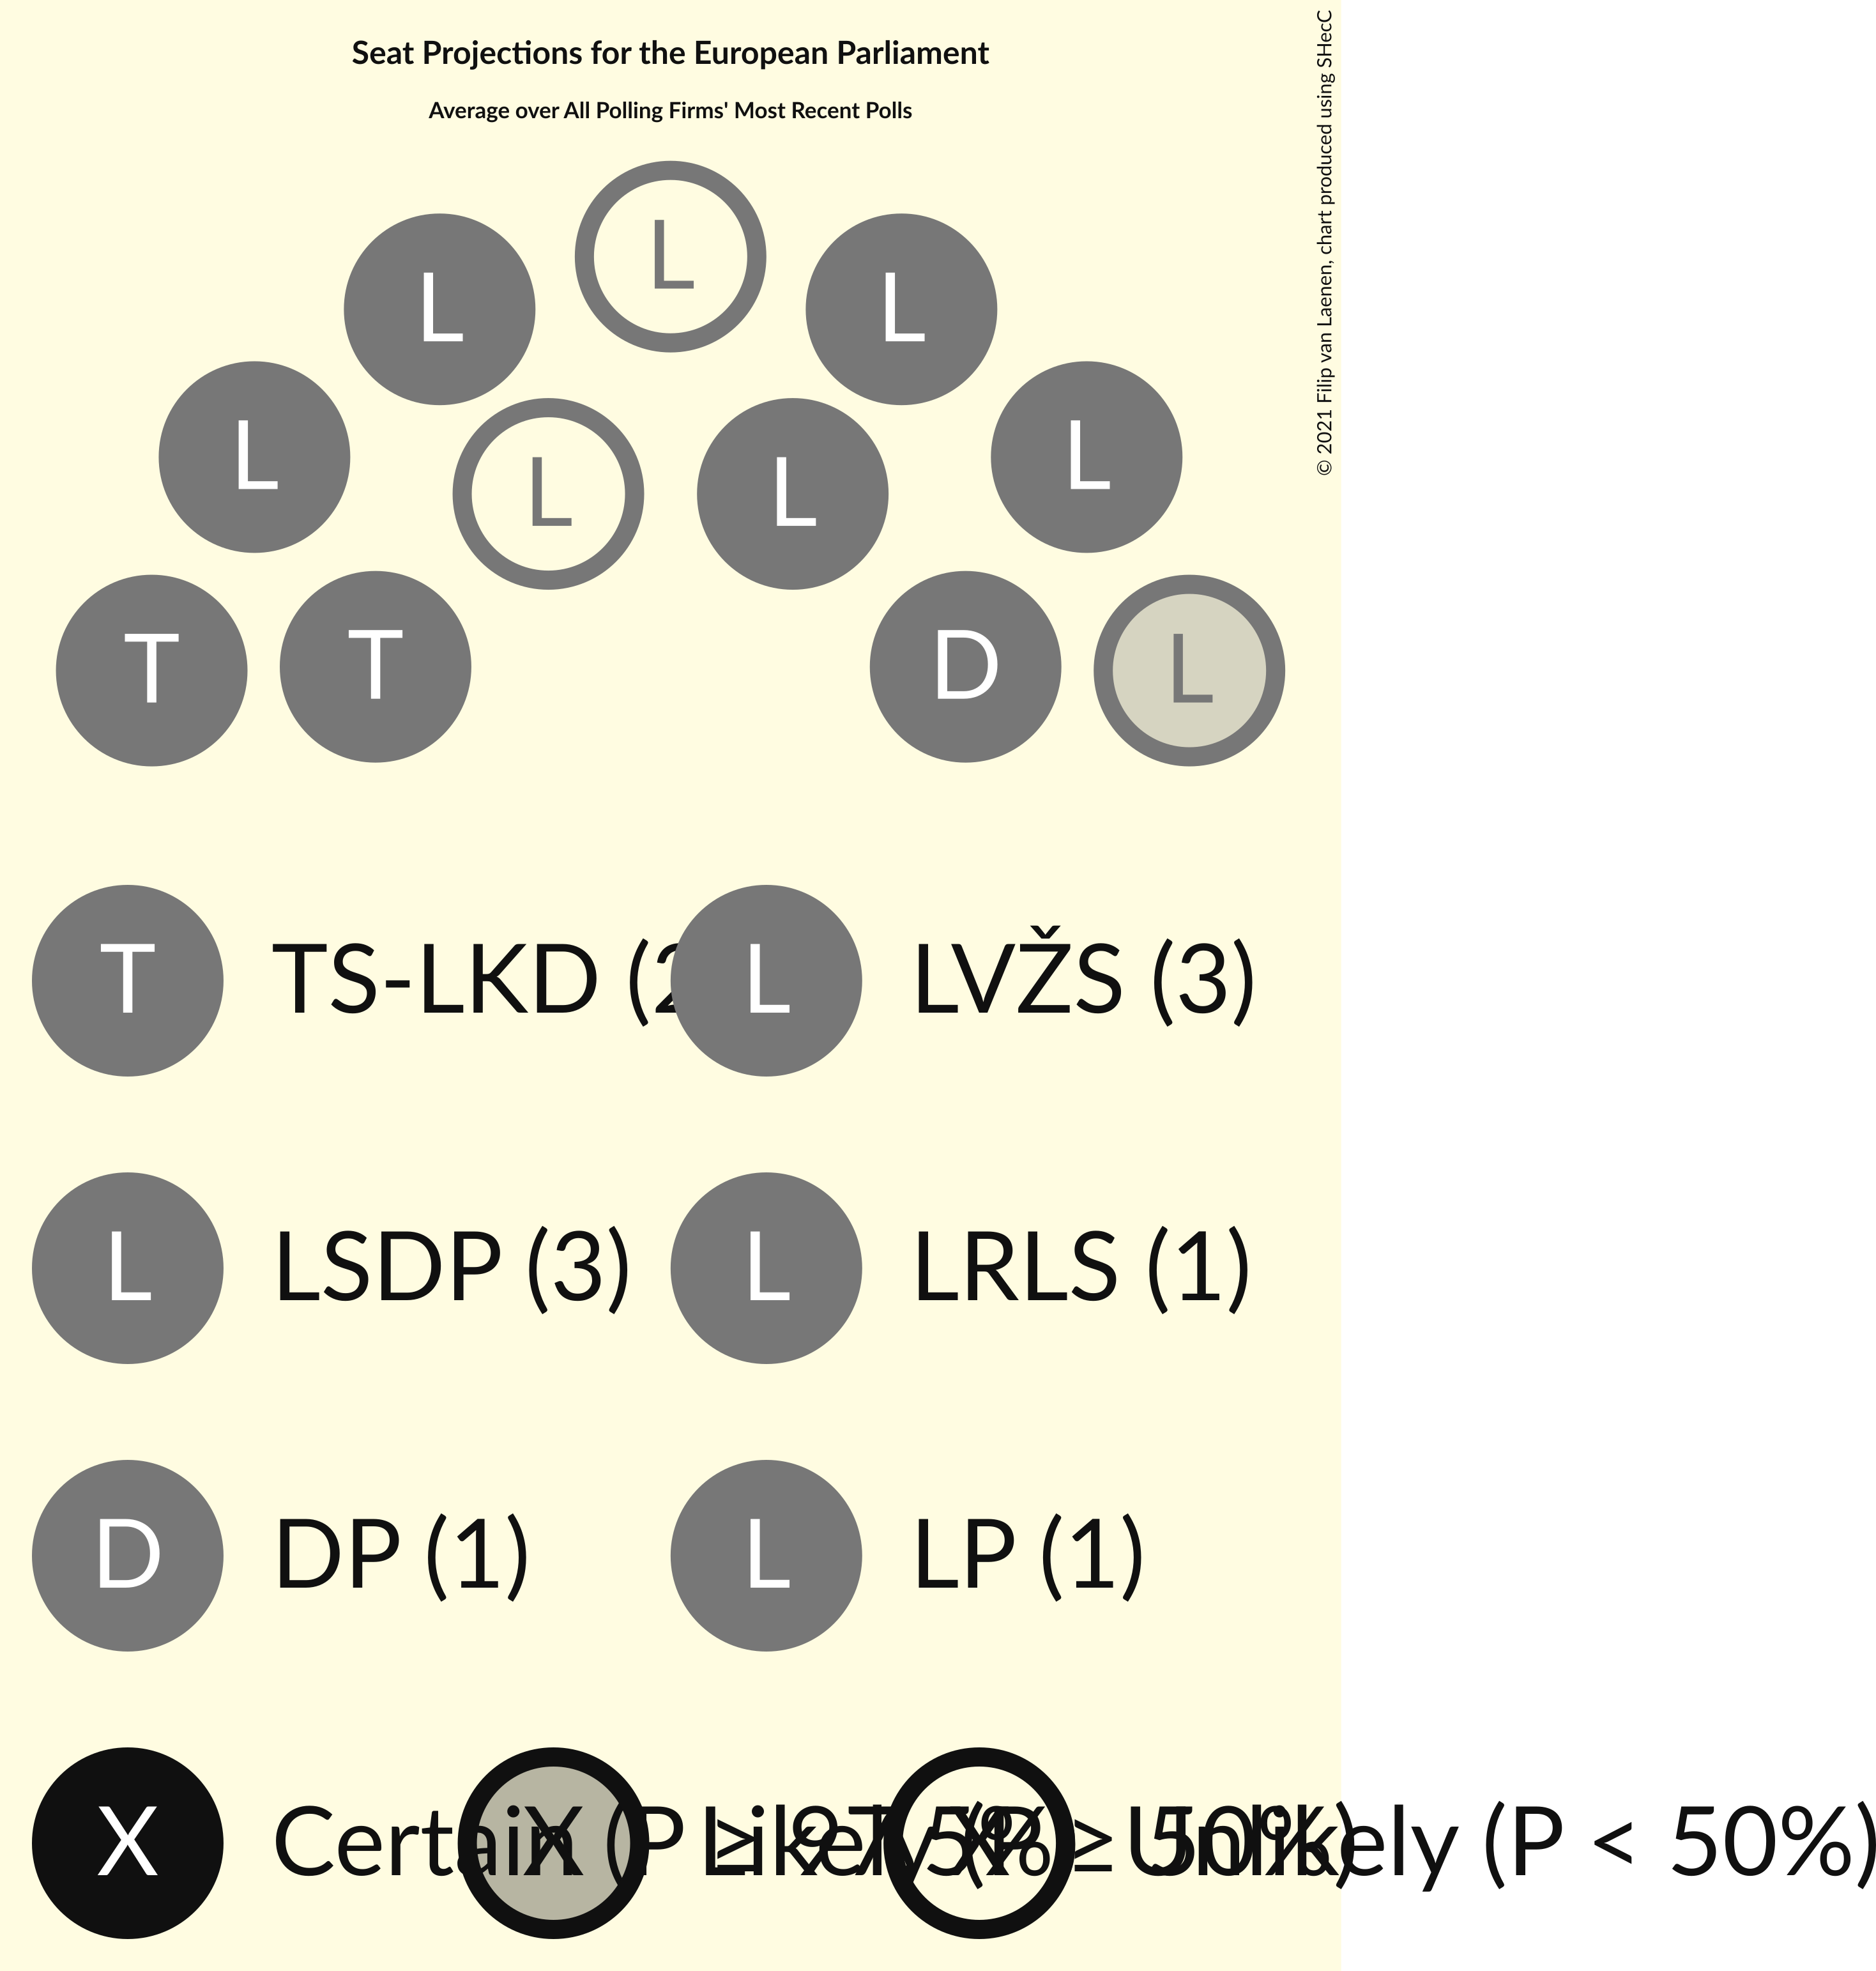 Seat Projections for the European Parliament
Average over All Polling Firms' Most Recent Polls
© 2021 Filip van Laenen, chart produced using SHecC
L
L L
L L
L L
T T D L
T TS-LKD (2 L LVŽS (3)
L LSDP (3) L LRLS (1)
D DP (1) L LP (1)
X Certain (P ≥ 97.5%) X Likely (P ≥ 50%) X Unlikely (P < 50%)